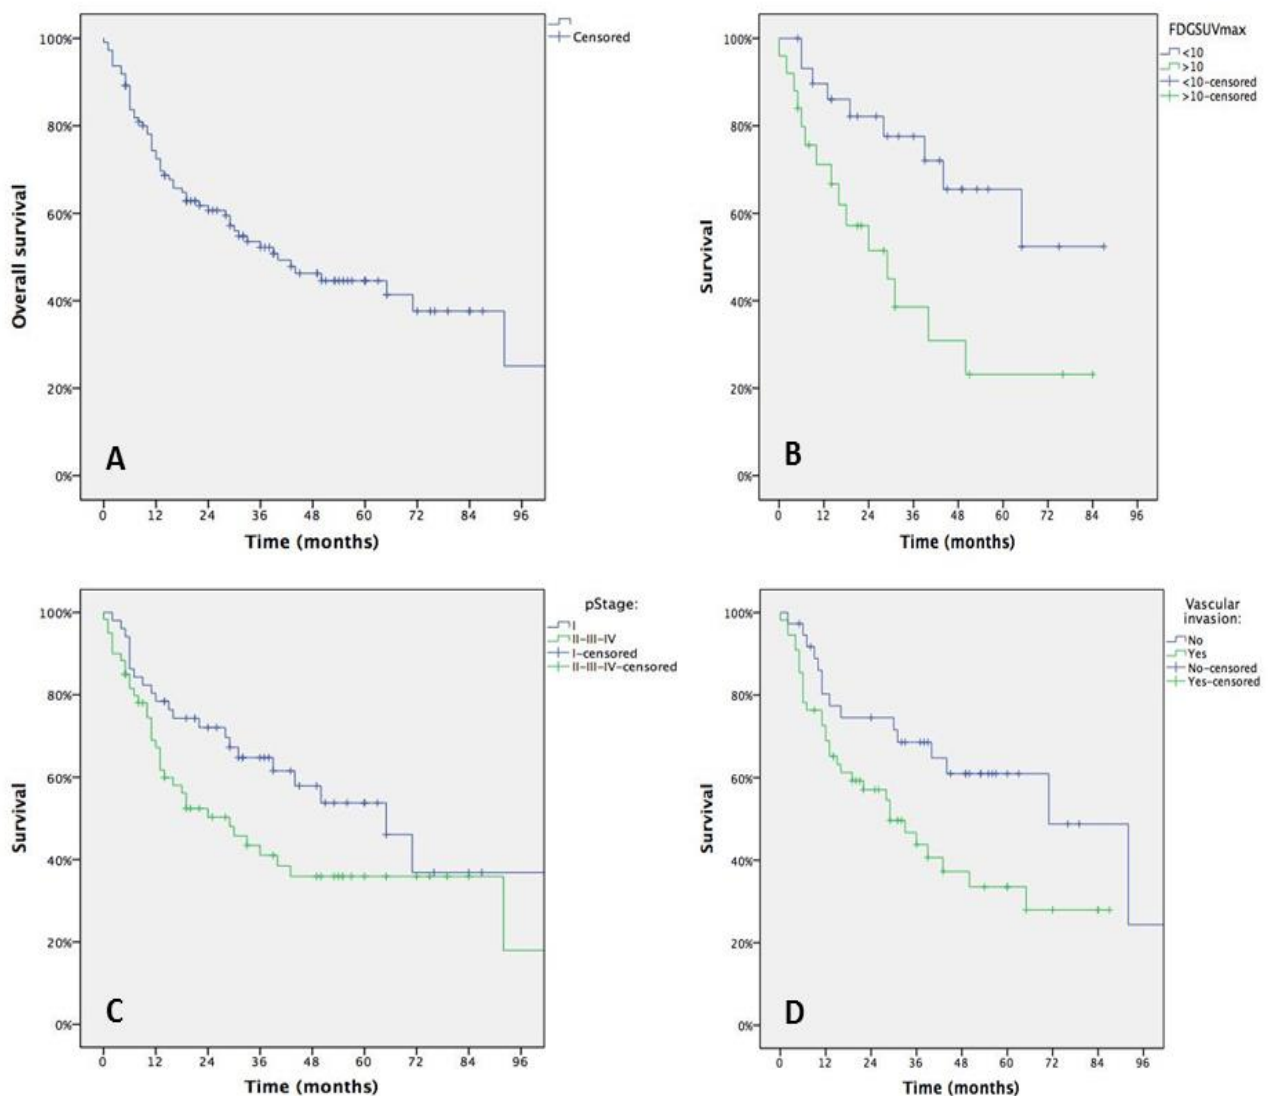 100%
80%
60%
40%
20%
0%
Overall survival
A
0 12 24 36 48 60 72 84 96
Time (months)
Censored
100%
80%
60%
40%
20%
0%
Survival
B
0 12 24 36 48 60 72 84 96
Time (months)
FDGSUVmax
<10
>10
<10-censored
>10-censored
100%
80%
60%
40%
20%
0%
Survival
C
0 12 24 36 48 60 72 84 96
Time (months)
pStage:
I
II-III-IV
I-censored
II-III-IV-censored
100%
80%
60%
40%
20%
0%
Survival
D
0 12 24 36 48 60 72 84 96
Time (months)
Vascular
invasion:
No
Yes
No-censored
Yes-censored